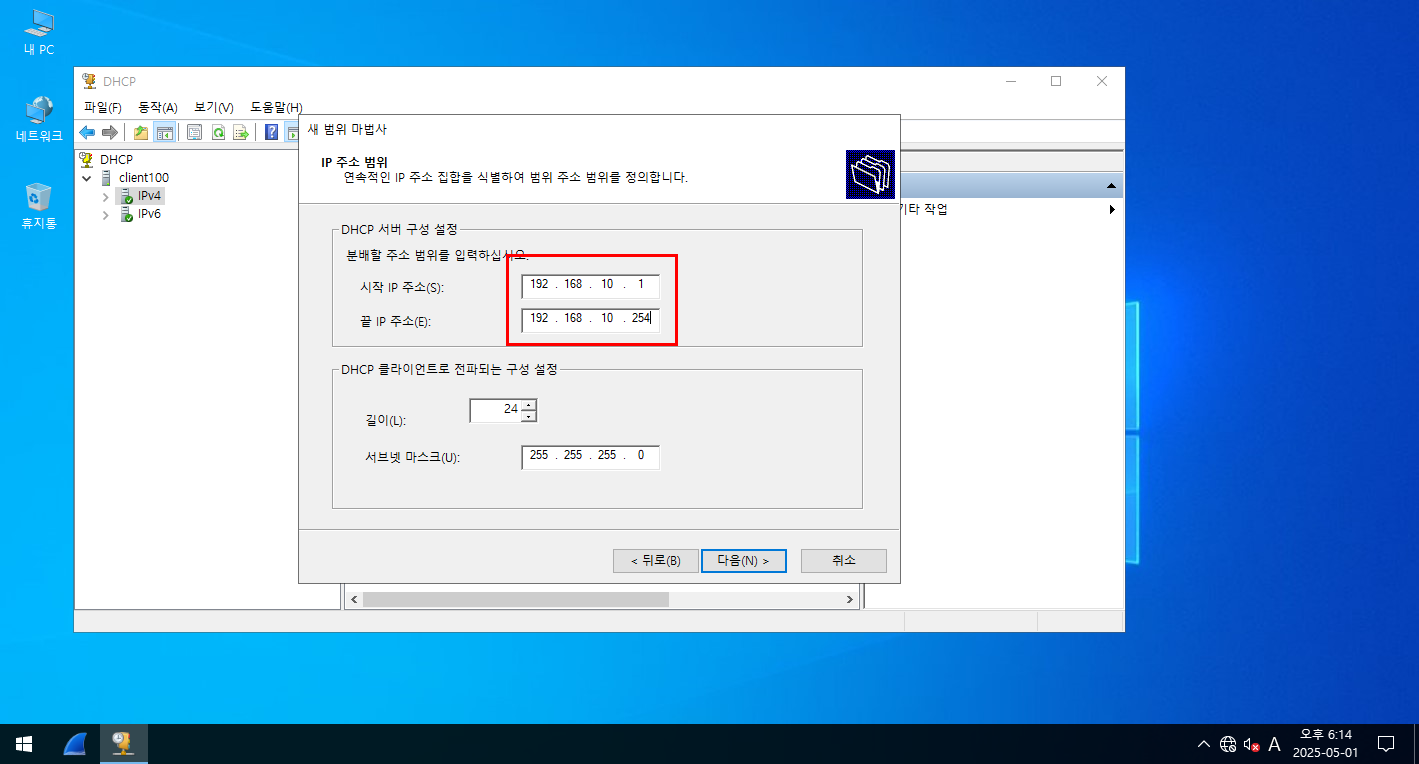 내 PC
네트워크
휴지통
DHCP
파일(F) 동작(A) 보기(V) 도움말(H)
DHCP
client100
IPv4
IPv6
새 범위 마법사
IP 주소 범위
연속적인 IP 주소 집합을 식별하여 범위 주소 범위를 정의합니다.
DHCP 서버 구성 설정
분배할 주소 범위를 입력하십시오.
시작 IP 주소(S): 192 . 168 . 10 . 1
끝 IP 주소(E): 192 . 168 . 10 . 254
DHCP 클라이언트로 전파되는 구성 설정
길이(L): 24
서브넷 마스크(U): 255 . 255 . 255 . 0
< 뒤로(B) 다음(N) > 취소
기타 작업
A
오후 6:14
2025-05-01